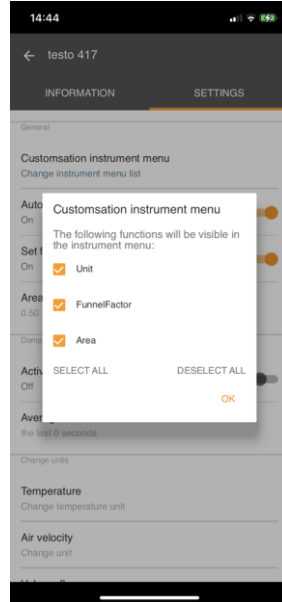 14:44
testo 417
INFORMATION
SETTINGS
General
Customsation instrument menu
Change instrument menu list
Auto
On
Customsation instrument menu
The following functions will be visible in
the instrument menu:
Set f
On
Unit
FunnelFactor
Area
0.50
Area
Damp
SELECT ALL
DESELECT ALL
Activ
Off
OK
Aver
the last 0 seconds
Change units
Temperature
Change temperature unit
Air velocity
Change unit